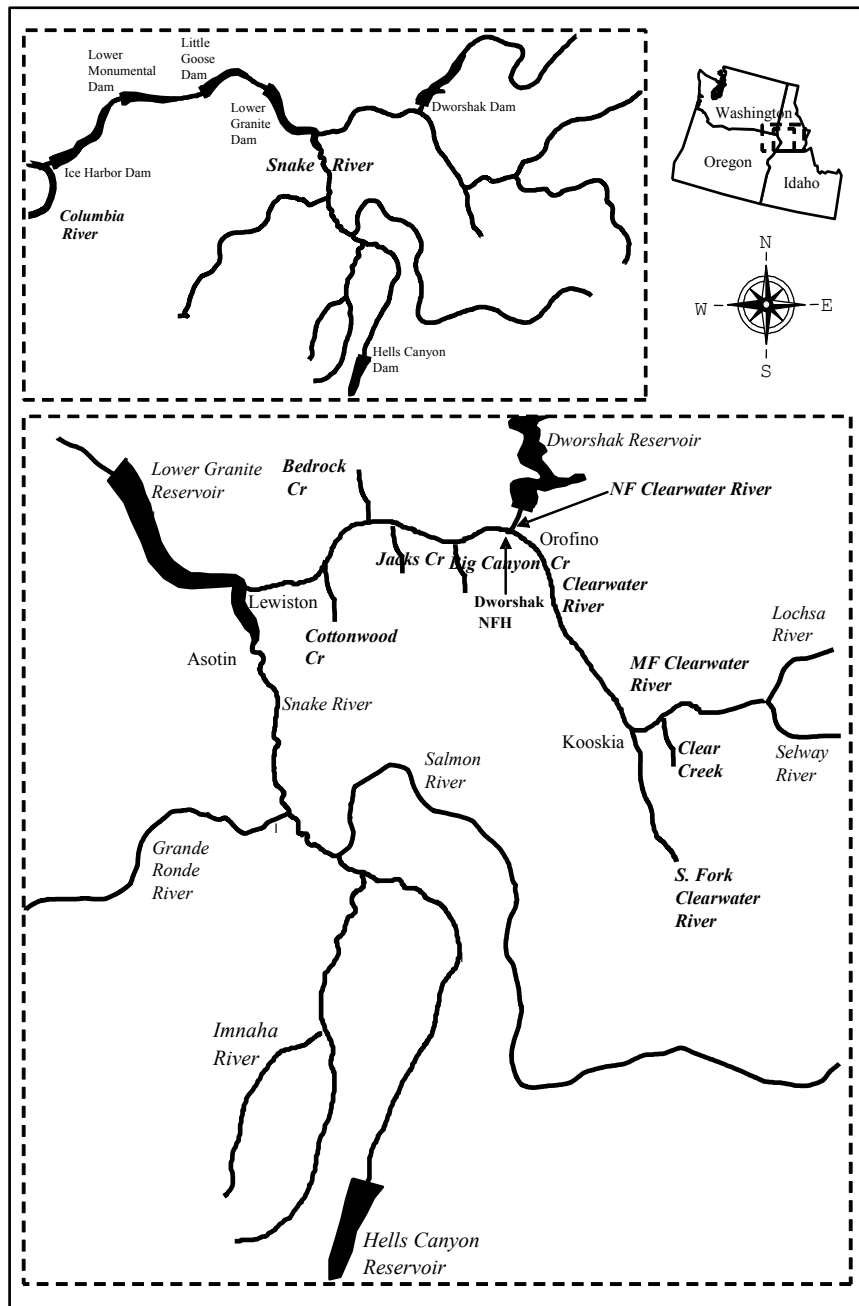 Little
Goose
Dam
Lower
Monumental
Dam
Lower
Granite
Dam
Dworshak Dam
Ice Harbor Dam
Snake River
Columbia
River
Hells Canyon
Dam
Washington
Oregon
Idaho
N
W
E
S
Dworshak Reservoir
Lower Granite
Reservoir
Bedrock
Cr
NF Clearwater River
Orofino
Jacks Cr
Big Canyon Cr
Clearwater
River
Dworshak
NFH
Lewiston
Cottonwood
Cr
Lochsa
River
Asotin
MF Clearwater
River
Snake River
Kooskia
Clear
Creek
Selway
River
Salmon
River
Grande
Ronde
River
S. Fork
Clearwater
River
Imnaha
River
Hells Canyon
Reservoir